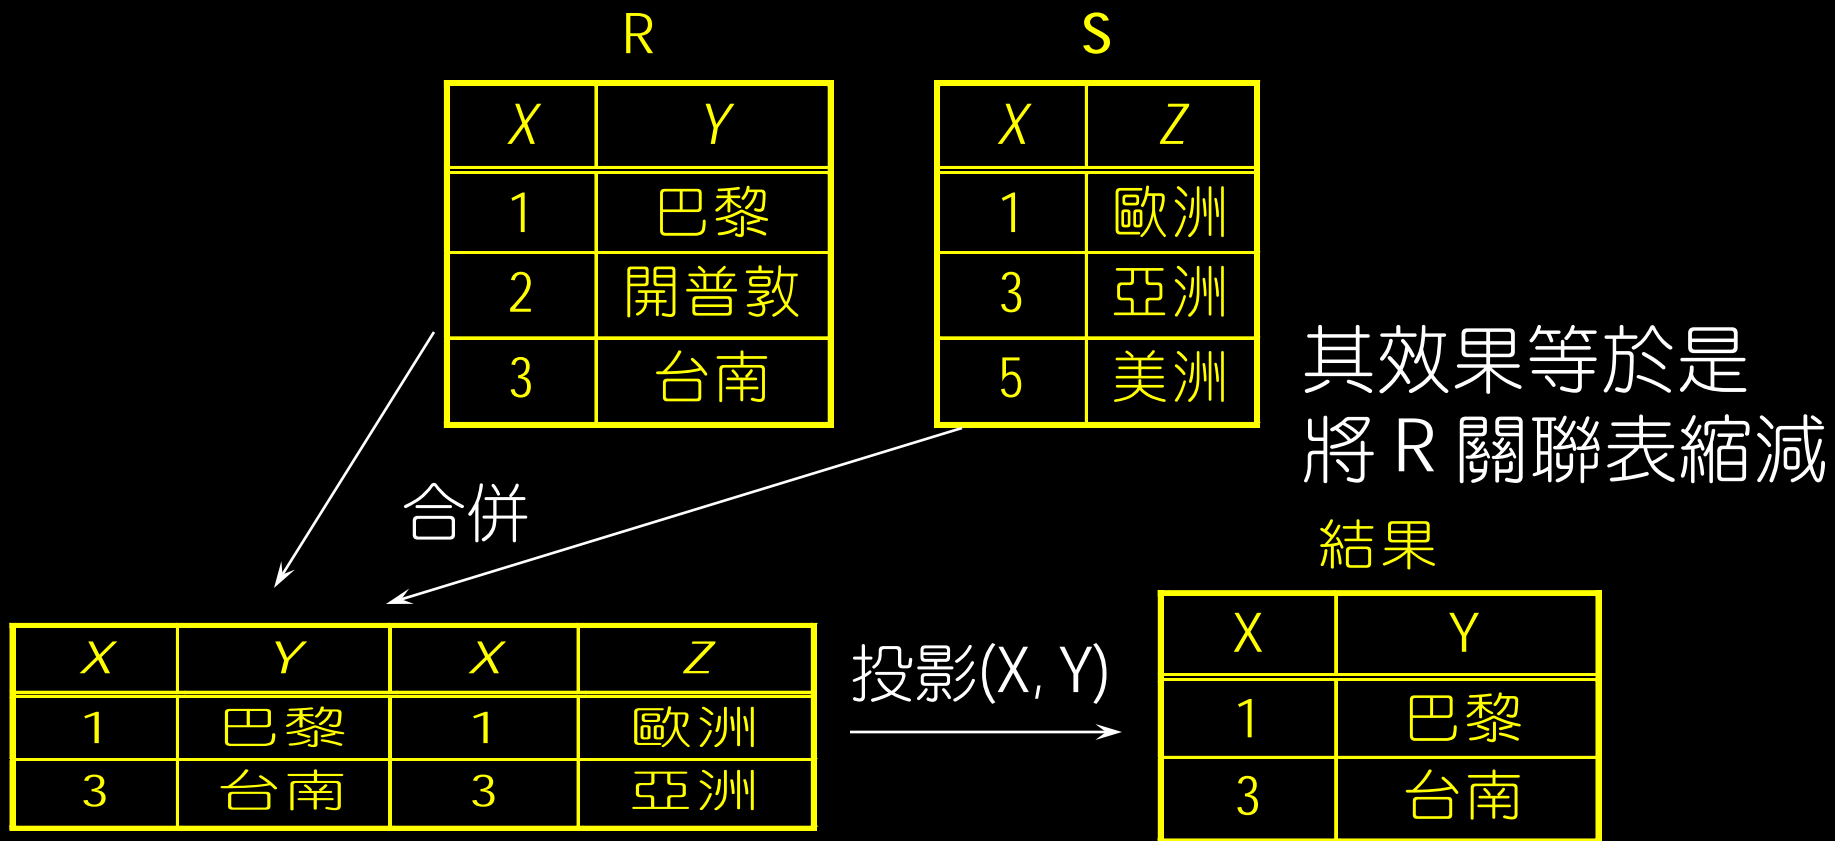 R
S
X Y
1 巴黎
2 開普敦
3 台南
X Z
1 歐洲
3 亞洲
5 美洲
其效果等於是
將 R 關聯表縮減
合併
X Y X Z
1 巴黎 1 歐洲
3 台南 3 亞洲
投影(X, Y)
結果
X Y
1 巴黎
3 台南